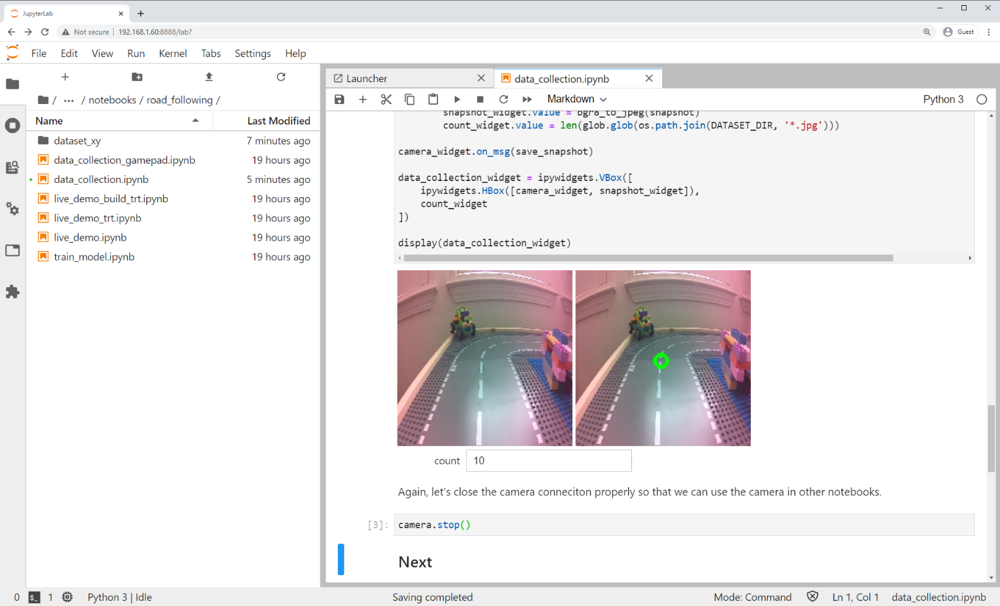 JupyterLab
Not secure
192.168.1.60:8888/lab?
Guest
File Edit View Run Kernel Tabs Settings Help
/ ··· / notebooks / road_following /
Name Last Modified
dataset_xy 7 minutes ago
data_collection_gamepad.ipynb 19 hours ago
data_collection.ipynb 5 minutes ago
live_demo_build_trt.ipynb 19 hours ago
live_demo_trt.ipynb 19 hours ago
live_demo.ipynb 19 hours ago
train_model.ipynb 19 hours ago
Launcher
data_collection.ipynb
Markdown
Python 3
snapshot_widget.value = bgr8_to_jpeg(snapshot)
count_widget.value = len(glob.glob(os.path.join(DATASET_DIR, '*.jpg')))
camera_widget.on_msg(save_snapshot)
data_collection_widget = ipywidgets.VBox([
ipywidgets.HBox([camera_widget, snapshot_widget]),
count_widget
])
display(data_collection_widget)
count 10
Again, let's close the camera conneciton properly so that we can use the camera in other notebooks.
[3]: camera.stop()
Next
0 $_ 1 Python 3 | Idle Saving completed Mode: Command Ln 1, Col 1 data_collection.ipynb